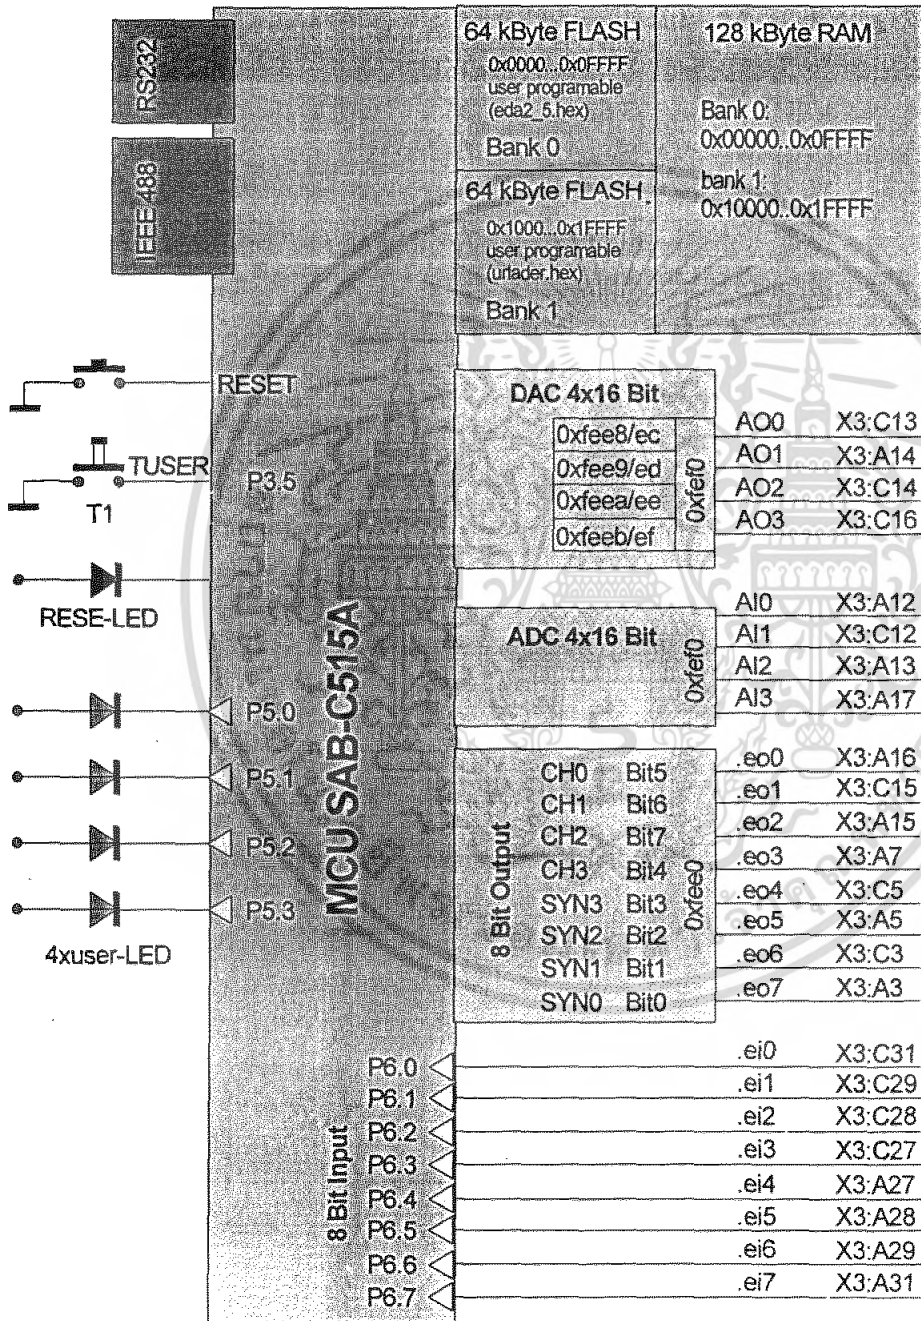 RS232
IEEE 488
64 kByte FLASH
0x0000...0x0FFFF
user programable
(eda2_5.hex)
Bank 0
64 kByte FLASH
0x1000...0x1FFFF
user programable
(urlader.hex)
Bank 1
128 kByte RAM
Bank 0:
0x00000..0x0FFFF
bank 1:
0x10000..0x1FFFF
RESET
TUSER
P3.5
T1
RESE-LED
P5.0
P5.1
P5.2
P5.3
4xuser-LED
MCU SAB-C515A
DAC 4x16 Bit
0xfee8/ec
0xfee9/ed
0xfeea/ee
0xfeeb/ef
0xfef0
AO0 X3:C13
AO1 X3:A14
AO2 X3:C14
AO3 X3:C16
ADC 4x16 Bit
0xfef0
AI0 X3:A12
AI1 X3:C12
AI2 X3:A13
AI3 X3:A17
8 Bit Output
CH0 Bit5
CH1 Bit6
CH2 Bit7
CH3 Bit4
SYN3 Bit3
SYN2 Bit2
SYN1 Bit1
SYN0 Bit0
0xfee0
.eo0 X3:A16
.eo1 X3:C15
.eo2 X3:A15
.eo3 X3:A7
.eo4 X3:C5
.eo5 X3:A5
.eo6 X3:C3
.eo7 X3:A3
8 Bit Input
P6.0 .ei0 X3:C31
P6.1 .ei1 X3:C29
P6.2 .ei2 X3:C28
P6.3 .ei3 X3:C27
P6.4 .ei4 X3:A27
P6.5 .ei5 X3:A28
P6.6 .ei6 X3:A29
P6.7 .ei7 X3:A31